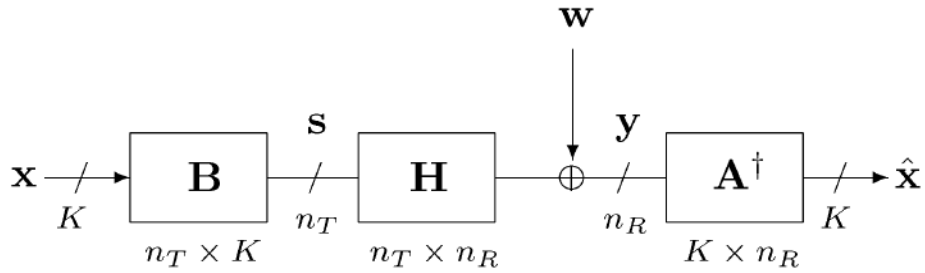 w
s y
x B H A† x̂
K n_T n_R K
n_T × K n_T × n_R K × n_R